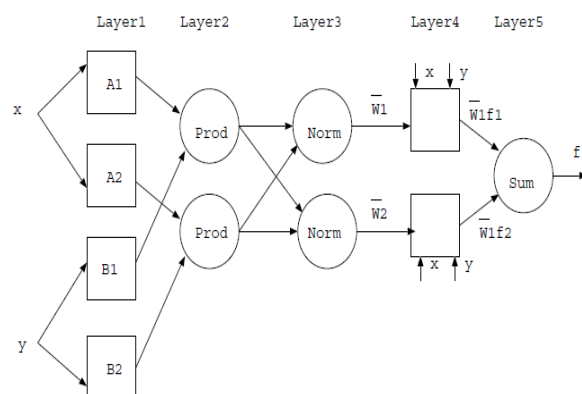 Layer1 Layer2 Layer3 Layer4 Layer5
x y
A1
W1
W1f1
x
Prod
Norm
f
A2
Sum
W2
Prod
Norm
W1f2
B1
x y
y
B2